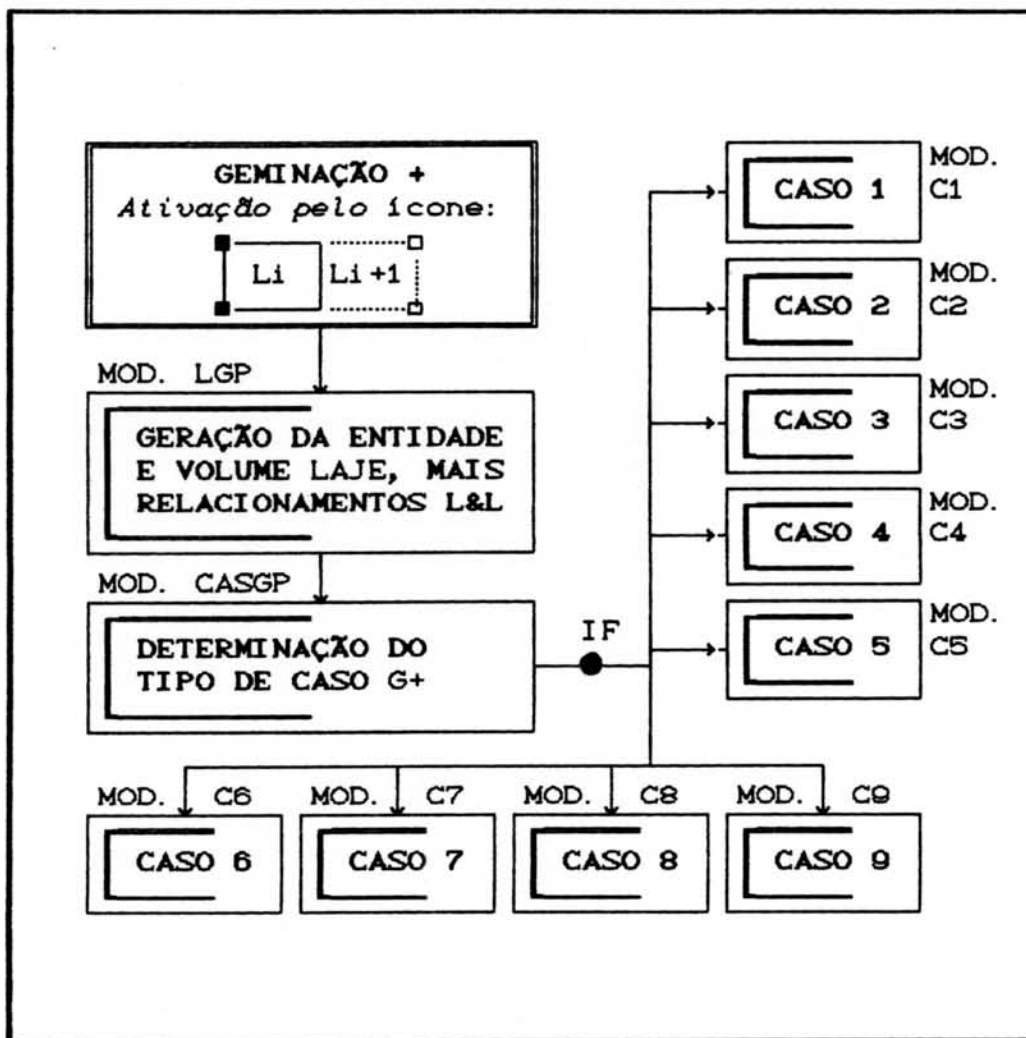 GEMINAÇÃO +
Ativação pelo ícone:
Li Li+1
MOD. LGP
GERAÇÃO DA ENTIDADE
E VOLUME LAJE, MAIS
RELACIONAMENTOS L&L
MOD. CASGP
DETERMINAÇÃO DO
TIPO DE CASO G+
IF
CASO 1
MOD.
C1
CASO 2
MOD.
C2
CASO 3
MOD.
C3
CASO 4
MOD.
C4
CASO 5
MOD.
C5
MOD. C6
CASO 6
MOD. C7
CASO 7
MOD. C8
CASO 8
MOD. C9
CASO 9